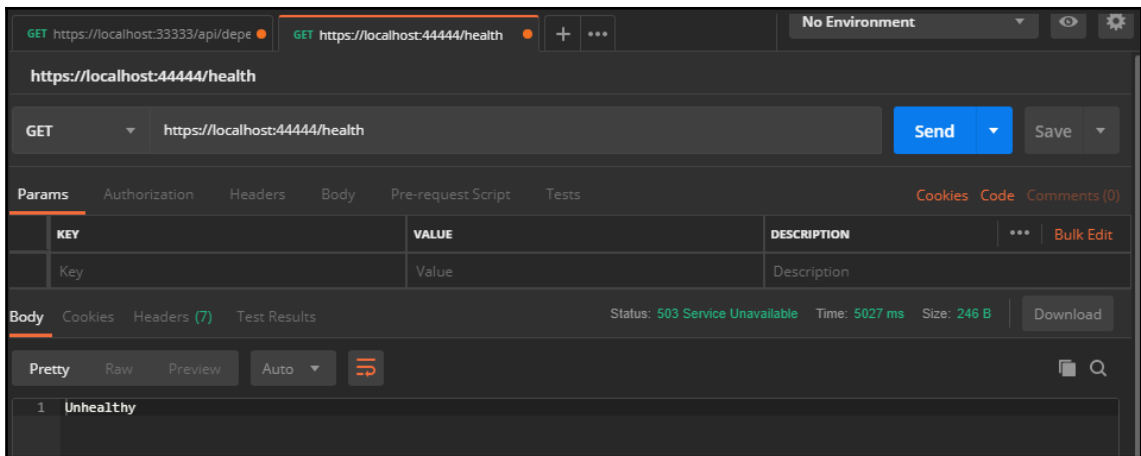 GET https://localhost:33333/api/depe GET https://localhost:44444/health + ••• No Environment
https://localhost:44444/health
GET https://localhost:44444/health Send Save
Params Authorization Headers Body Pre-request Script Tests Cookies Code Comments (0)
KEY VALUE DESCRIPTION ••• Bulk Edit
Key Value Description
Body Cookies Headers (7) Test Results Status: 503 Service Unavailable Time: 5027 ms Size: 246 B Download
Pretty Raw Preview Auto
1 Unhealthy